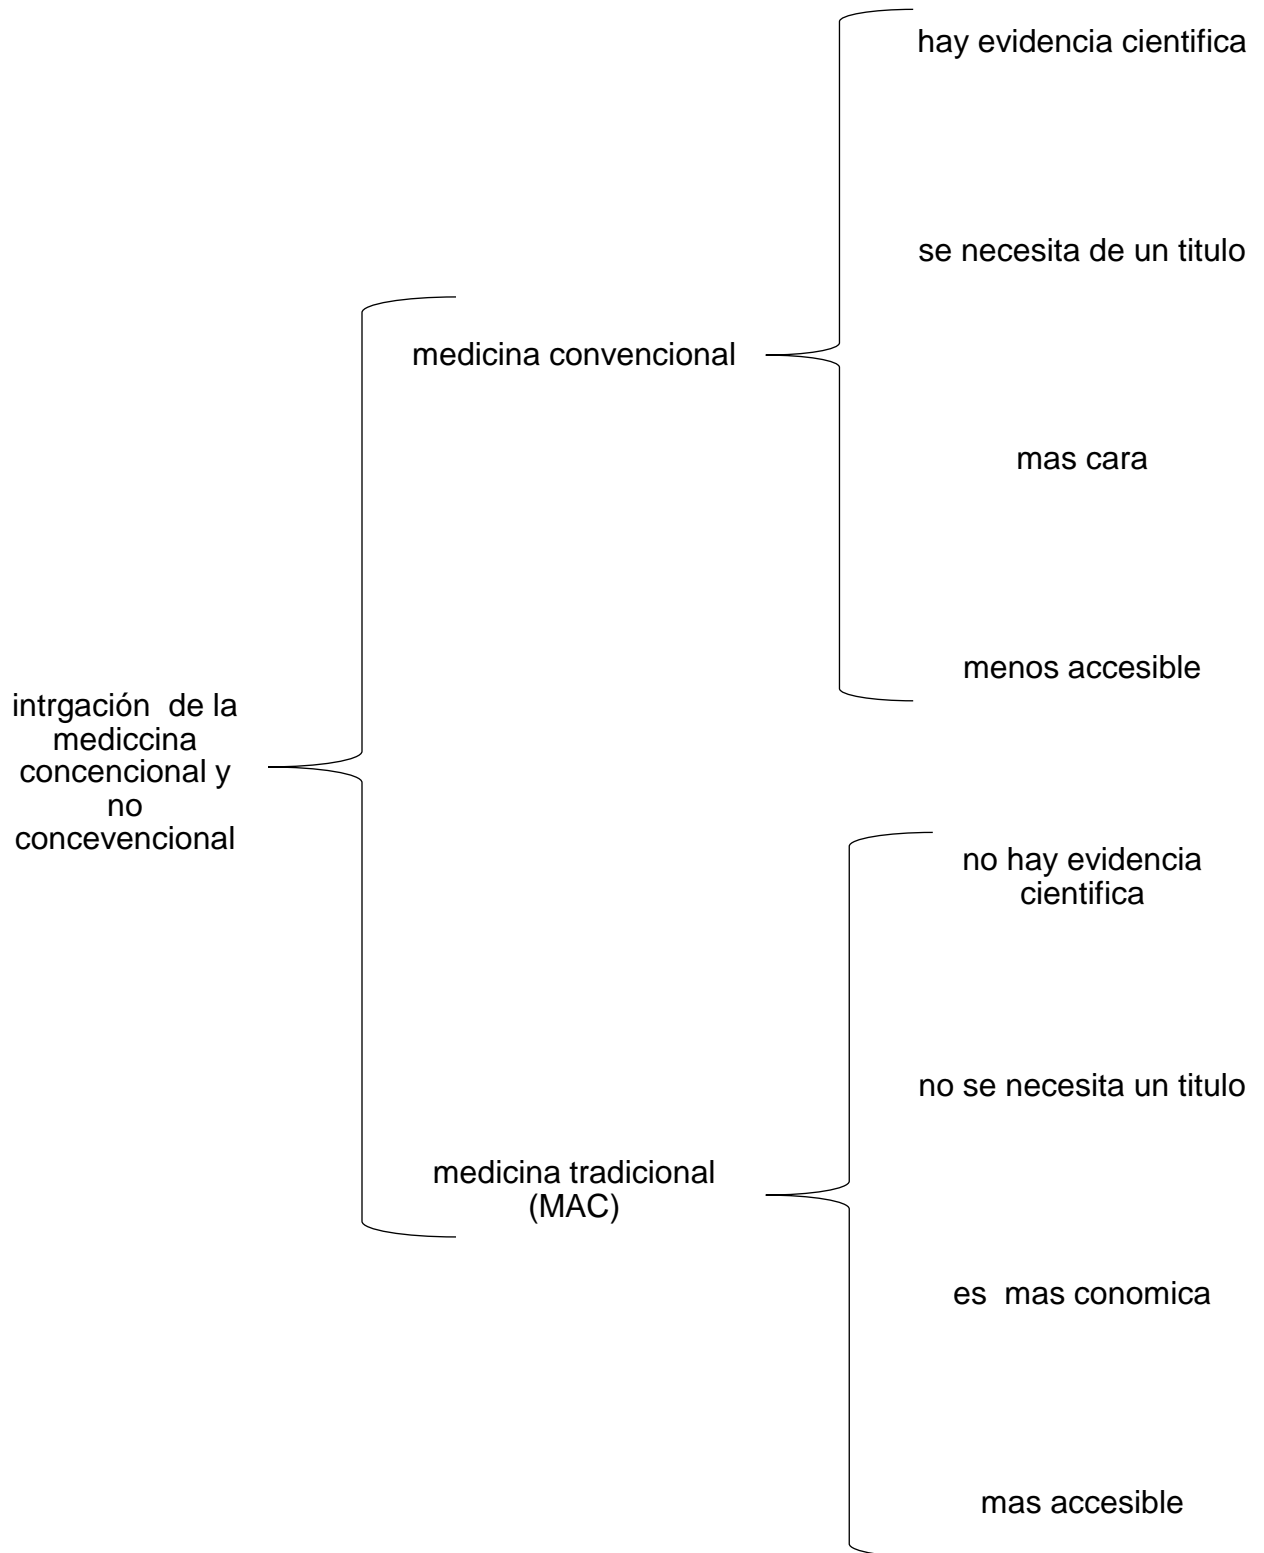 intrgación  de la
mediccina
concencional y
no
concevencional
medicina convencional
hay evidencia cientifica
se necesita de un titulo
mas cara
menos accesible
medicina tradicional
(MAC)
no hay evidencia
cientifica
no se necesita un titulo
es  mas conomica
mas accesible